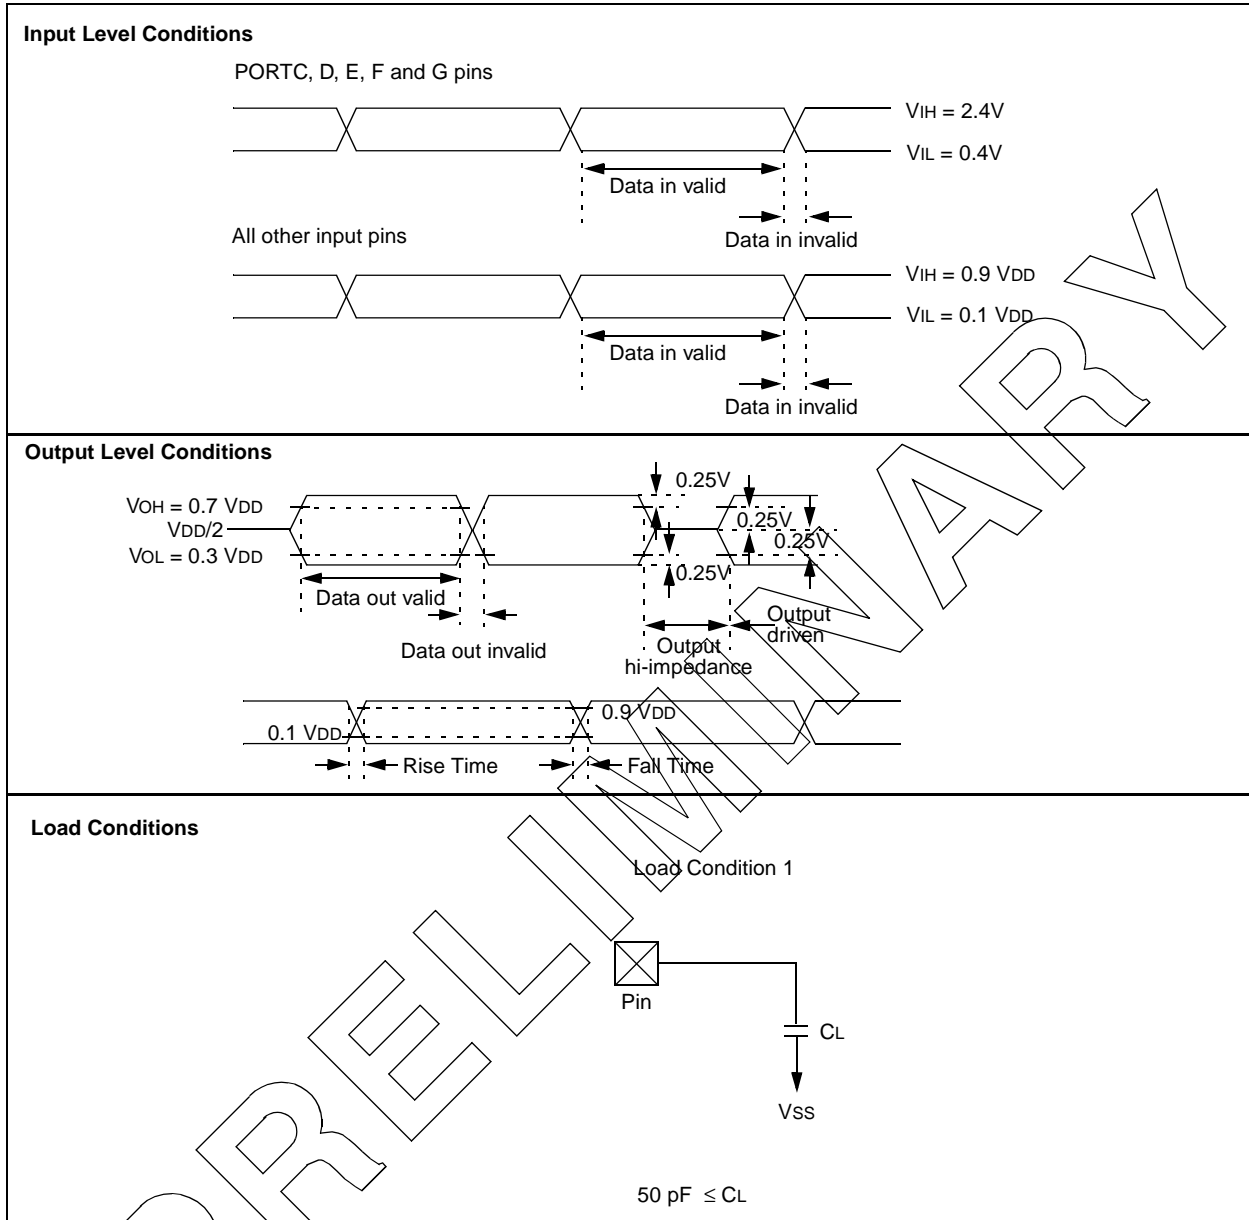 Input Level Conditions
PORTC, D, E, F and G pins
VIH = 2.4V
VIL = 0.4V
Data in valid
Data in invalid
All other input pins
VIH = 0.9 VDD
VIL = 0.1 VDD
Data in valid
Data in invalid
Output Level Conditions
0.25V
VOH = 0.7 VDD
VDD/2
0.25V
0.25V
VOL = 0.3 VDD
0.25V
Data out valid
Data out invalid
Output
driven
Output
hi-impedance
0.9 VDD
0.1 VDD
Rise Time
Fall Time
Load Conditions
Load Condition 1
Pin
CL
VSS
50 pF ≤ CL
PRELIMINARY